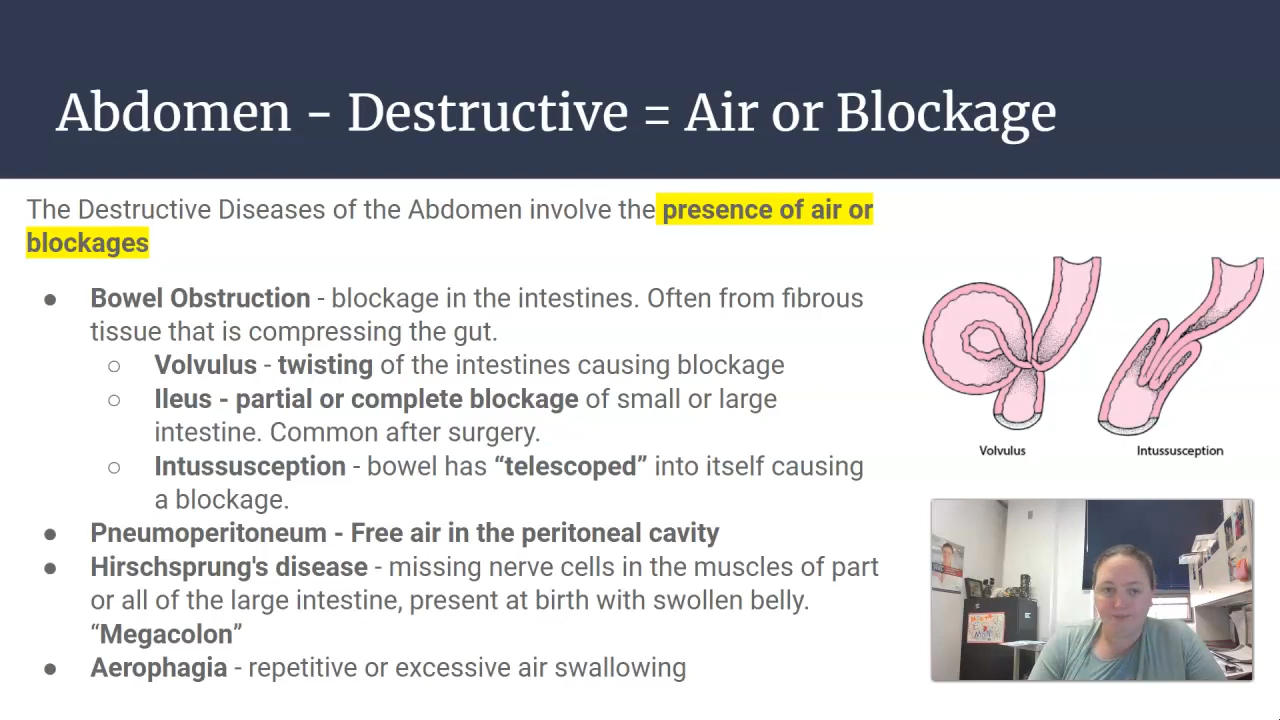 Abdomen - Destructive = Air or Blockage
The Destructive Diseases of the Abdomen involve the presence of air or
blockages
● Bowel Obstruction - blockage in the intestines. Often from fibrous
tissue that is compressing the gut.
○ Volvulus - twisting of the intestines causing blockage
○ Ileus - partial or complete blockage of small or large
intestine. Common after surgery.
○ Intussusception - bowel has “telescoped” into itself causing
a blockage.
● Pneumoperitoneum - Free air in the peritoneal cavity
● Hirschsprung's disease - missing nerve cells in the muscles of part
or all of the large intestine, present at birth with swollen belly.
“Megacolon”
● Aerophagia - repetitive or excessive air swallowing
Volvulus
Intussusception